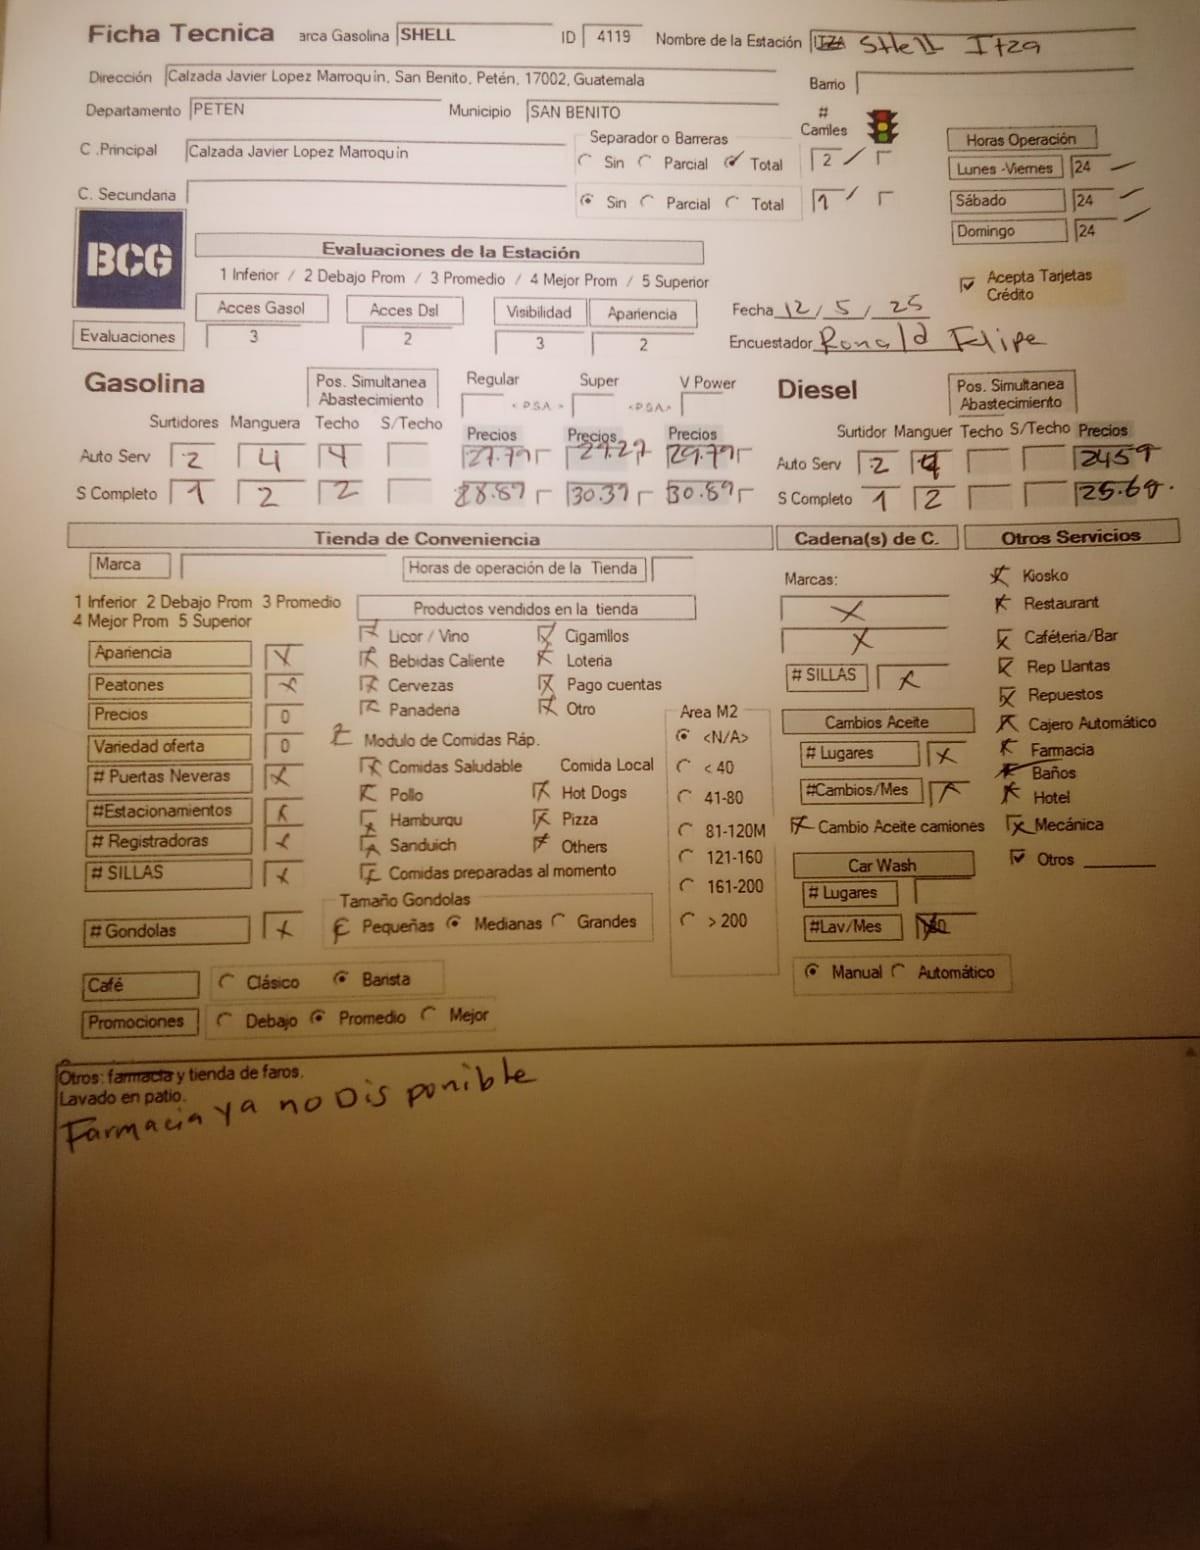 Ficha Tecnica arca Gasolina SHELL ID 4119 Nombre de la Estación ITZA SHell Itza
Dirección Calzada Javier Lopez Marroquin, San Benito, Petén, 17002, Guatemala Barrio
Departamento PETEN Municipio SAN BENITO # Carriles
Separador o Barreras
C .Principal Calzada Javier Lopez Marroquin Sin Parcial Total 2
Horas Operación
Lunes -Viernes 24
C. Secundaria Sin Parcial Total 1
Sábado 24
Domingo 24
BCG
Evaluaciones de la Estación
1 Inferior / 2 Debajo Prom / 3 Promedio / 4 Mejor Prom / 5 Superior
Acepta Tarjetas Crédito
Acces Gasol Acces Dsl Visibilidad Apariencia
Fecha 12/5/25
Evaluaciones 3 2 3 2
Encuestador Ronald Felipe
Gasolina Pos. Simultanea Abastecimiento Regular Super V Power
<P.S.A> <P.S.A>
Diesel Pos. Simultanea Abastecimiento
Surtidores Manguera Techo S/Techo Precios Precios Precios
Surtidor Manguer Techo S/Techo Precios
Auto Serv 2 4 4 27.79 29.29 29.79
Auto Serv 2 4 2459
S Completo 1 2 2 28.89 30.39 30.89
S Completo 1 2 25.69.
Tienda de Conveniencia Cadena(s) de C. Otros Servicios
Marca Horas de operación de la Tienda
Marcas:
Kiosko
1 Inferior 2 Debajo Prom 3 Promedio
4 Mejor Prom 5 Superior
Productos vendidos en la tienda
X
Restaurant
Apariencia X Licor / Vino Cigarrillos X Caféteria/Bar
Peatones X Bebidas Caliente Loteria # SILLAS X Rep Llantas
Precios 0 Cervezas Pago cuentas Repuestos
Variedad oferta 0 Panaderia Otro Area M2 Cambios Aceite Cajero Automático
# Puertas Neveras X Modulo de Comidas Ráp. <N/A> # Lugares X Farmacia
#Estacionamientos X Comidas Saludable Comida Local < 40 Baños
# Registradoras X Pollo Hot Dogs 41-80 #Cambios/Mes X Hotel
# SILLAS X Hamburqu Pizza 81-120M Cambio Aceite camiones Mecánica
Sanduich Others 121-160 Car Wash Otros
Comidas preparadas al momento 161-200 # Lugares
Tamaño Gondolas
# Gondolas X Pequeñas Medianas Grandes > 200 #Lav/Mes
Café Clásico Barista Manual Automático
Promociones Debajo Promedio Mejor
Otros: farmacia y tienda de faros.
Lavado en patio.
Farmacia ya no Disponible